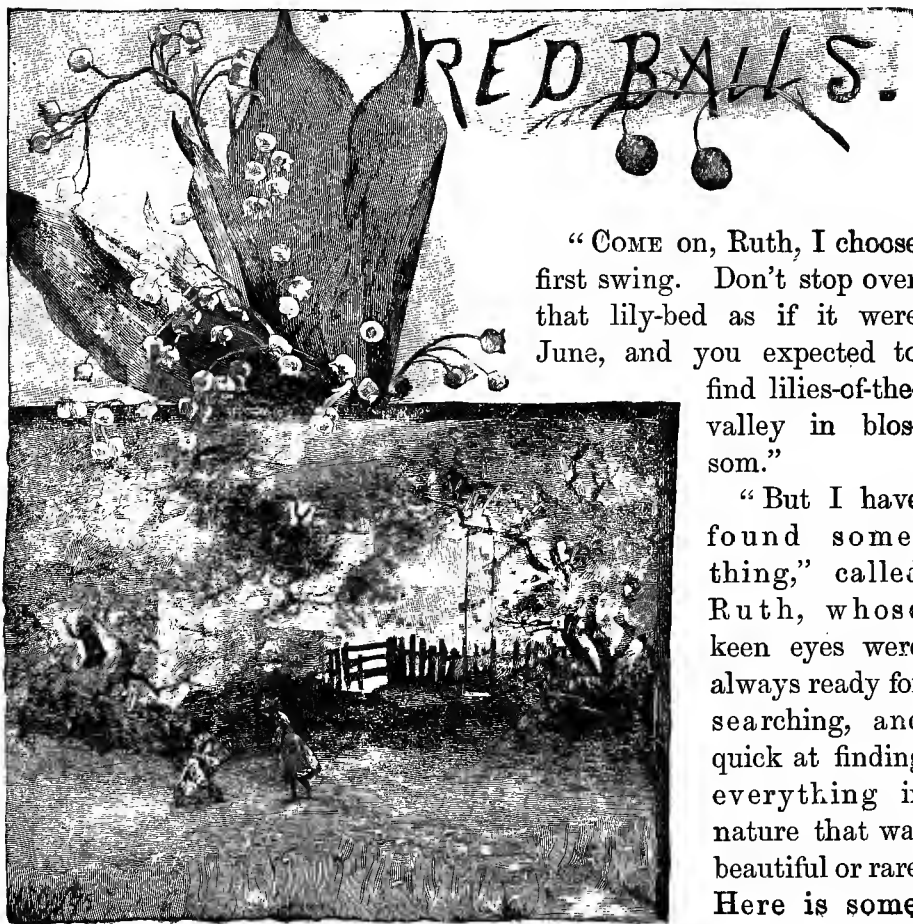 RED BALLS.
“ COME on, Ruth, I choose
first swing. Don't stop over
that lily-bed as if it were
June, and you expected to
find lilies-of-the
valley in blos
som.”
“ But I have
found some
thing,” called
Ruth, whose
keen eyes were
always ready for
searching, and
quick at finding
everything in
nature that was
beautiful or rare
Here is some